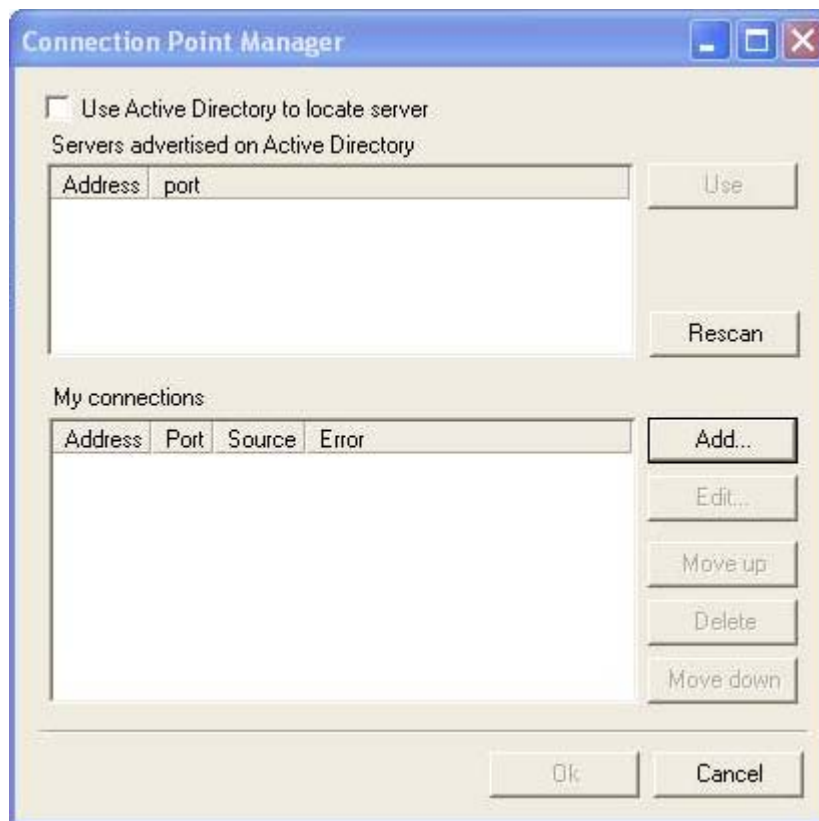 Connection Point Manager
Use Active Directory to locate server
Servers advertised on Active Directory
Address port
Use
Rescan
My connections
Address Port Source Error
Add...
Edit...
Move up
Delete
Move down
Ok Cancel